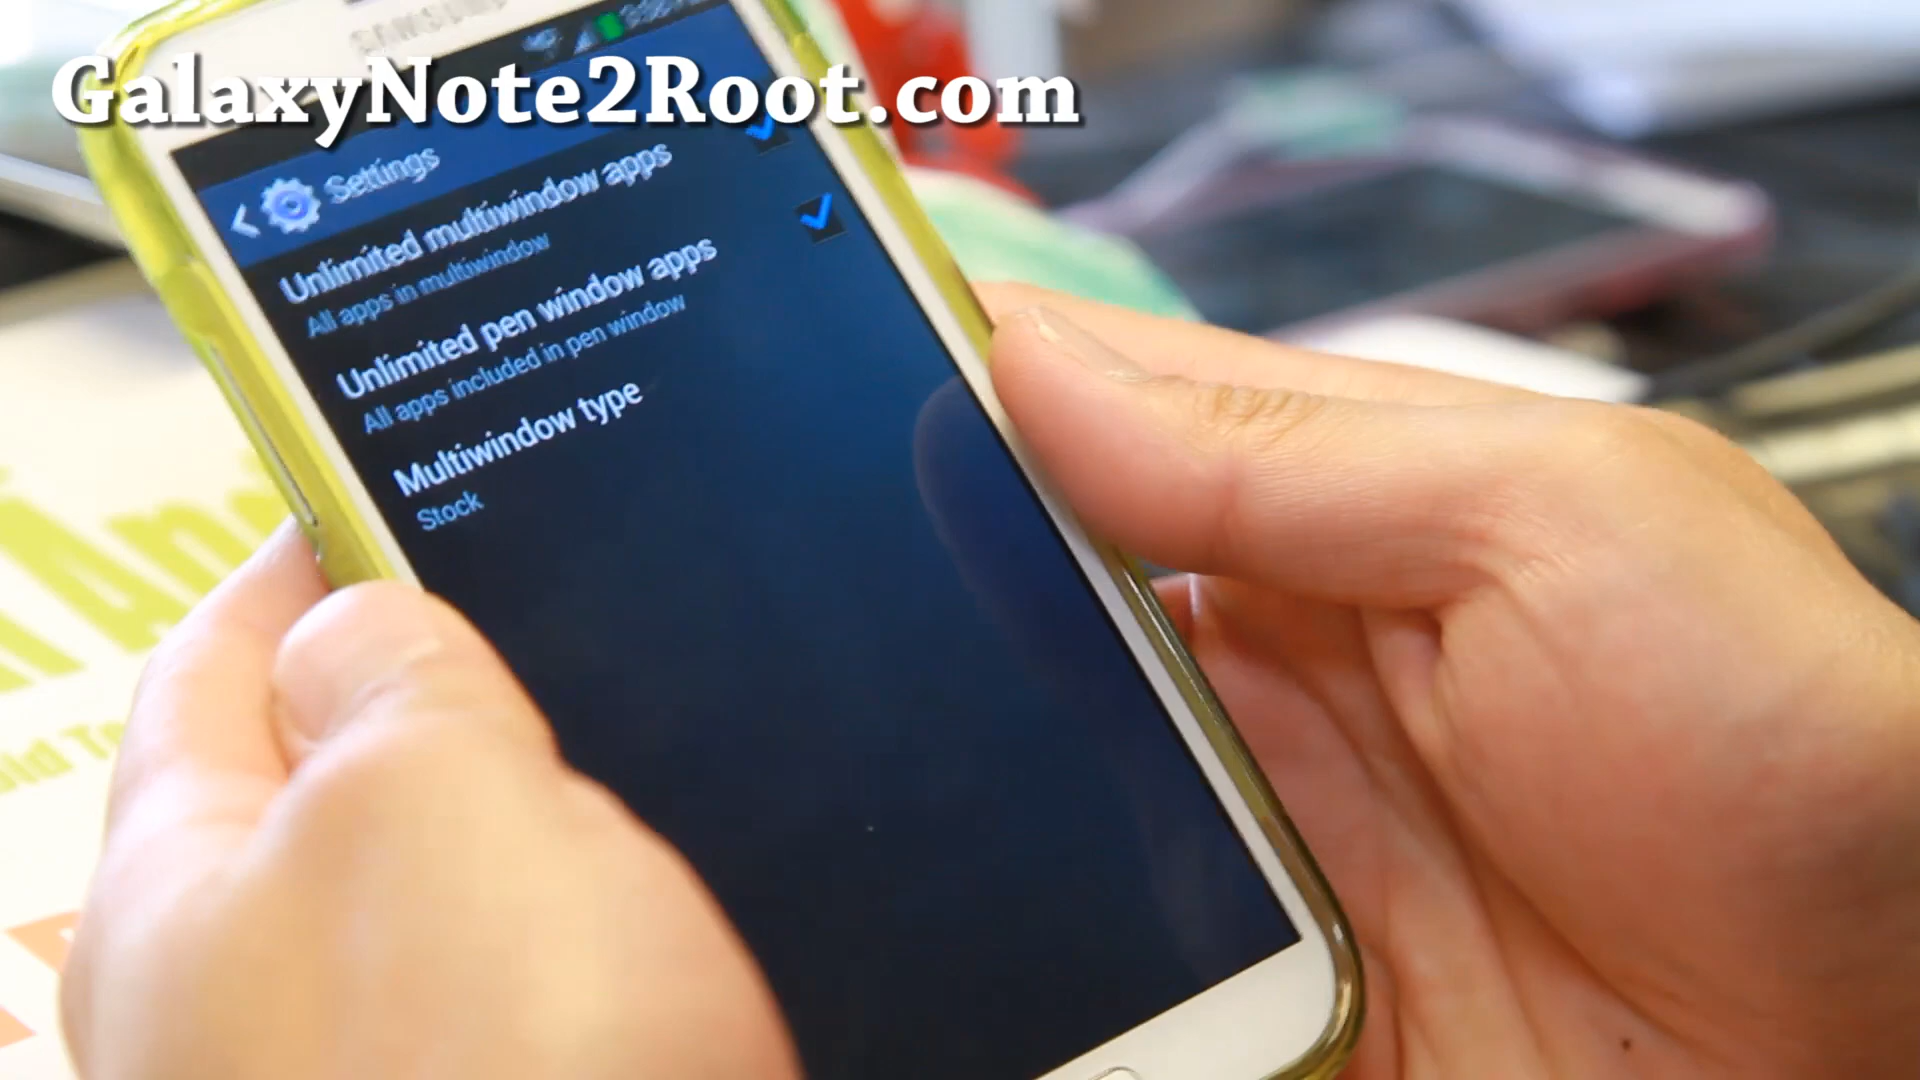 SAMSUNG
GalaxyNote2Root.com
Settings
Unlimited multiwindow apps
All apps in multiwindow
Unlimited pen window apps
All apps included in pen window
Multiwindow type
Stock